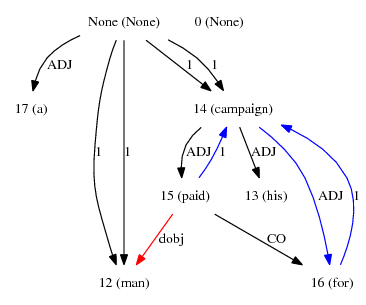 None (None) 0 (None)
ADJ 1 1
17 (a) 14 (campaign)
1 1 ADJ 1 ADJ
15 (paid) 13 (his) ADJ 1
dobj CO
12 (man) 16 (for)